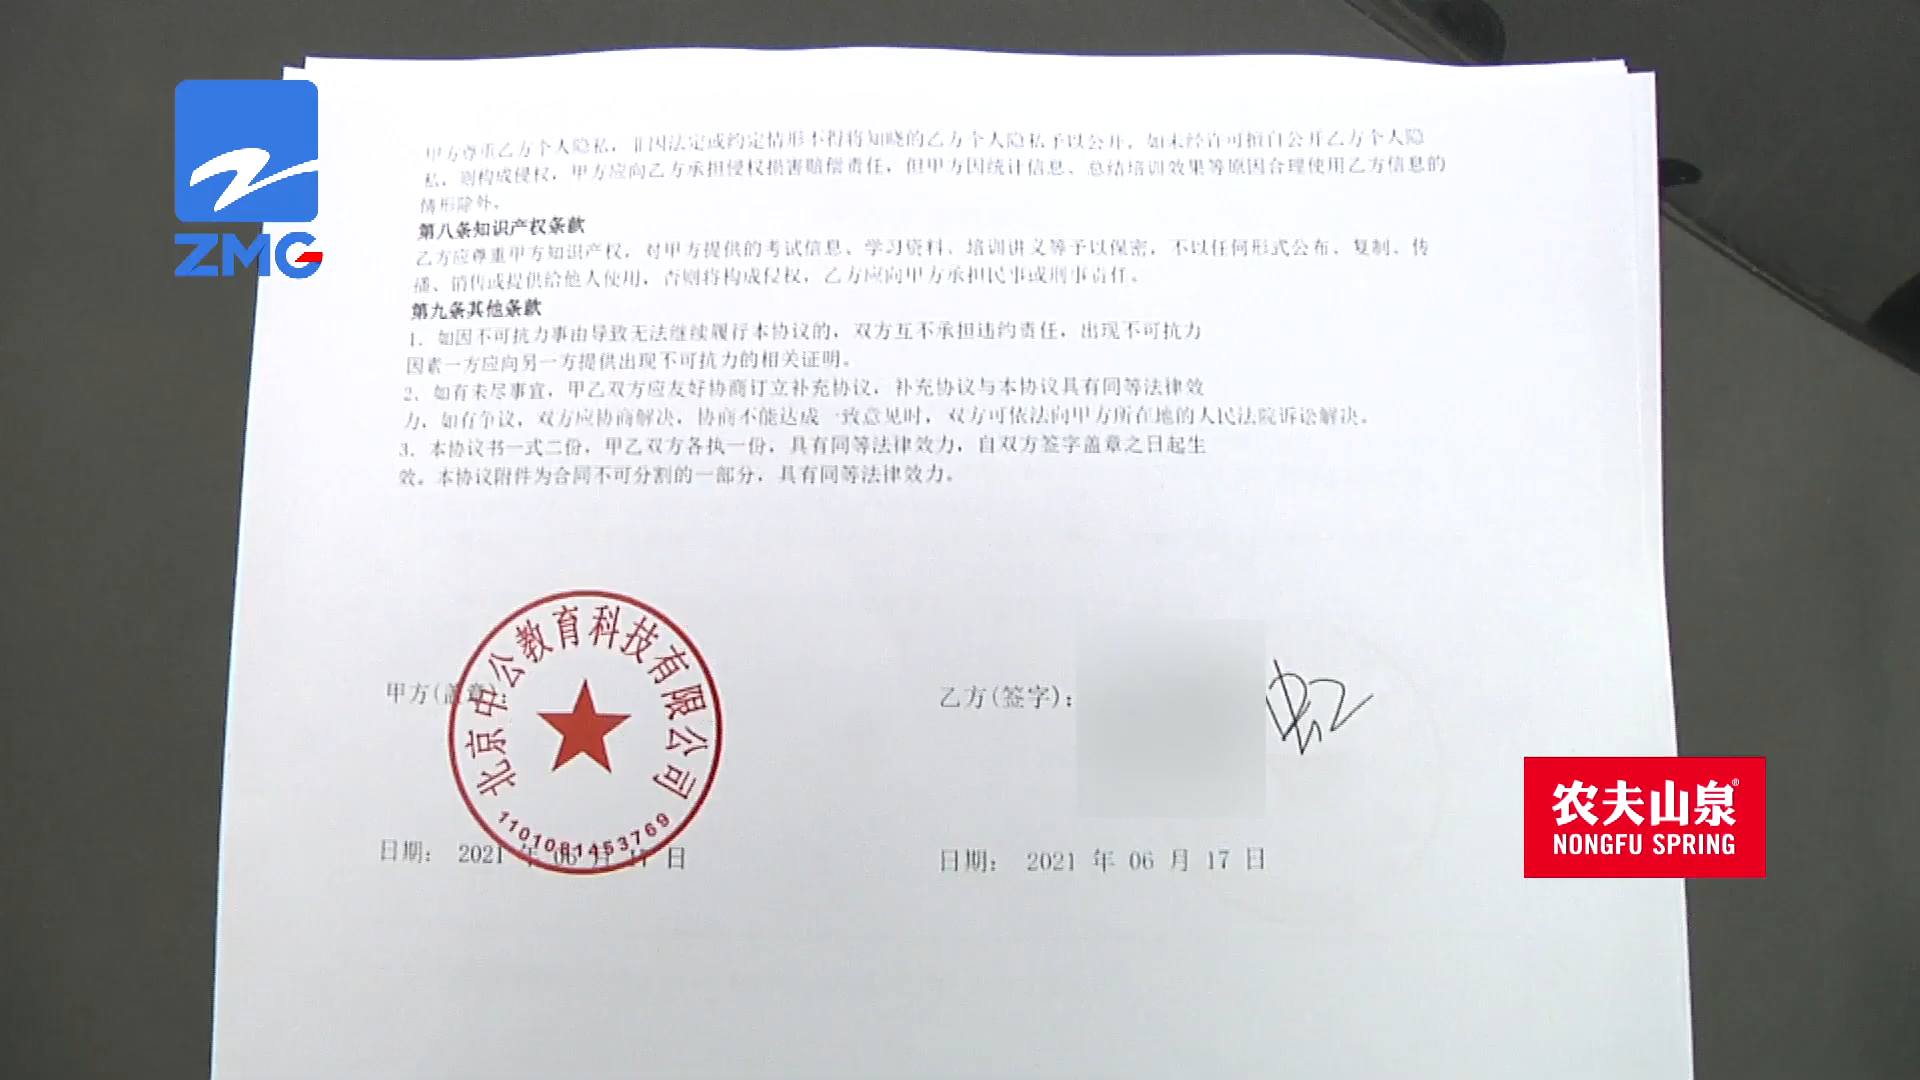 ZMG
甲方尊重乙方个人隐私，非因法定或约定情形不得将知晓的乙方个人隐私予以公开，如未经许可擅自公开乙方个人隐
私，则构成侵权，甲方应向乙方承担侵权损害赔偿责任，但甲方因统计信息、总结培训效果等原因合理使用乙方信息的
情形除外。
第八条知识产权条款
乙方应尊重甲方知识产权，对甲方提供的考试信息、学习资料、培训讲义等予以保密，不以任何形式公布、复制、传
播、销售或提供给他人使用，否则将构成侵权，乙方应向甲方承担民事或刑事责任。
第九条其他条款
1．如因不可抗力事由导致无法继续履行本协议的，双方互不承担违约责任，出现不可抗力
因素一方应向另一方提供出现不可抗力的相关证明。
2．如有未尽事宜，甲乙双方应友好协商订立补充协议，补充协议与本协议具有同等法律效
力，如有争议，双方应协商解决，协商不能达成一致意见时，双方可依法向甲方所在地的人民法院诉讼解决。
3．本协议书一式二份，甲乙双方各执一份，具有同等法律效力，自双方签字盖章之日起生
效。本协议附件为合同不可分割的一部分，具有同等法律效力。
甲方(盖章)：
北京中公教育科技有限公司
1101081453769
乙方(签字)：
日期： 2021 年 06 月 17 日
日期： 2021 年 06 月 17 日
农夫山泉®
NONGFU SPRING